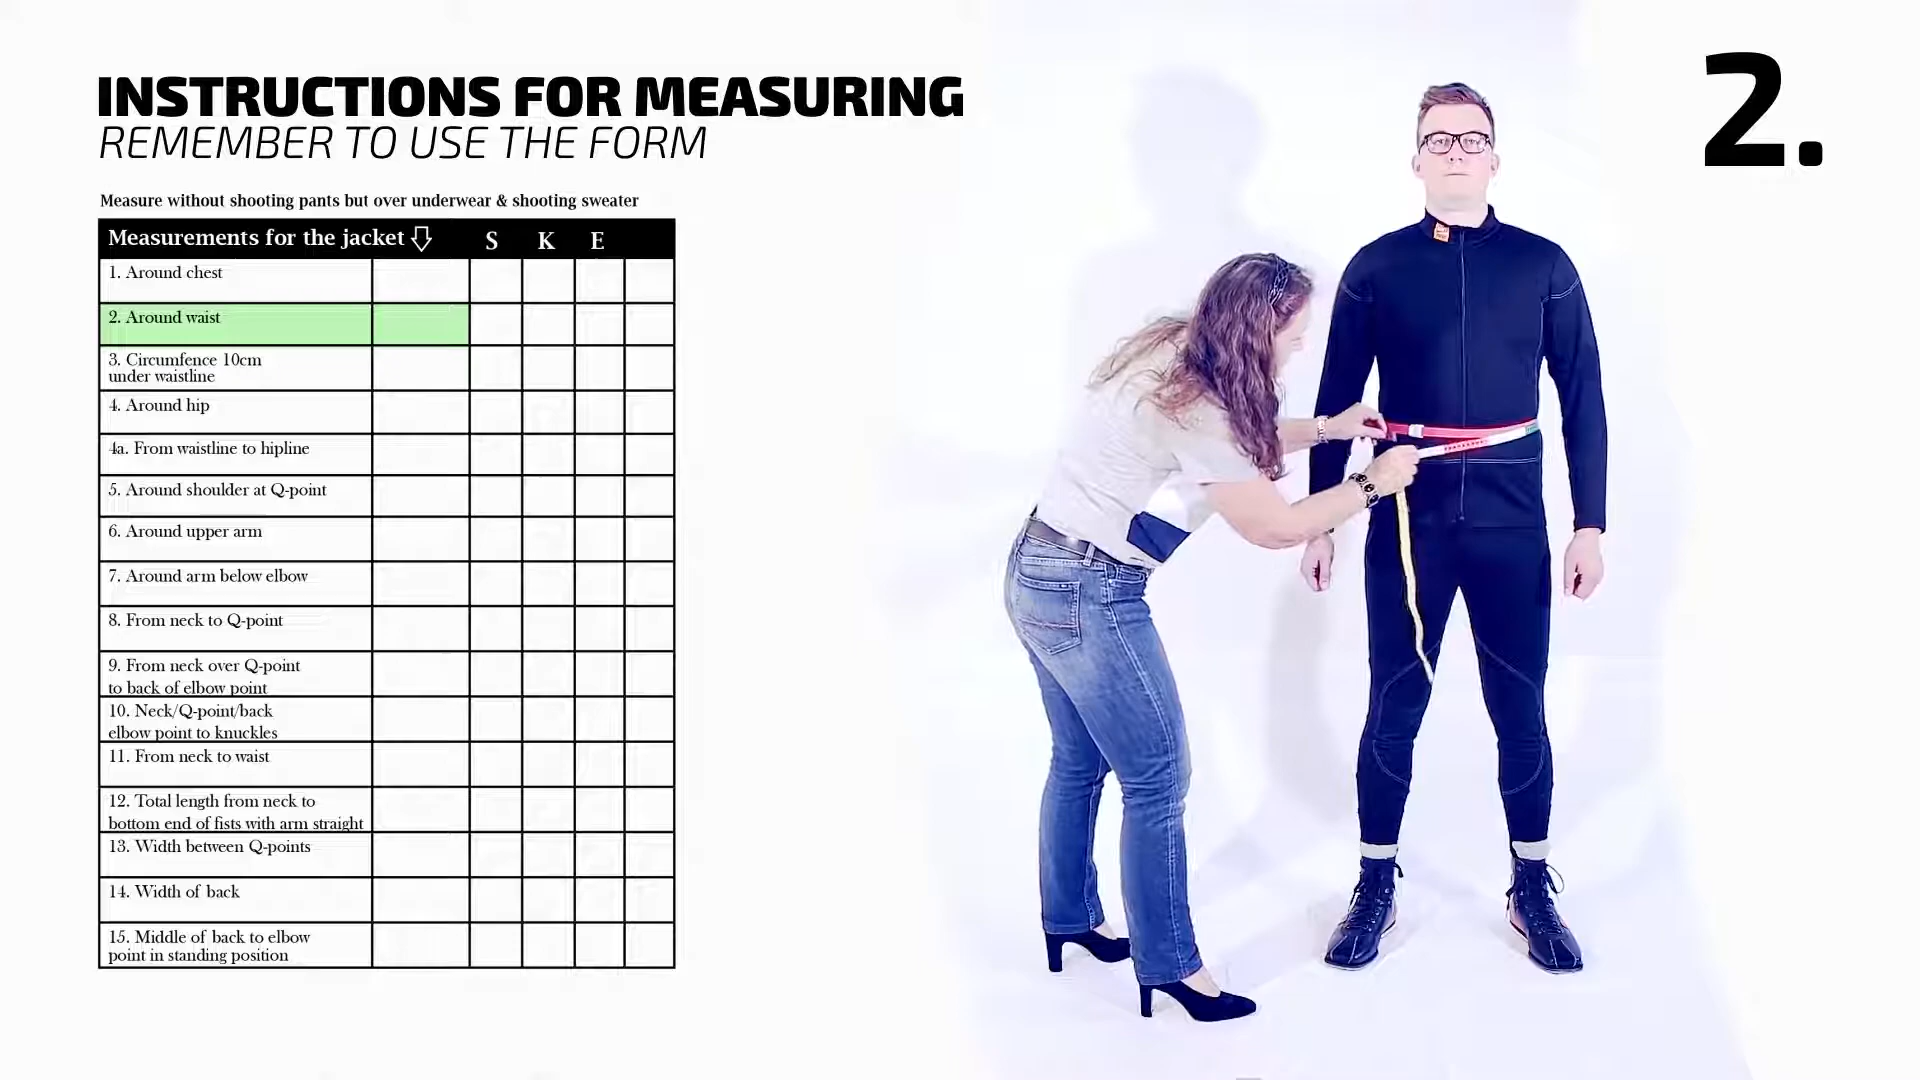 INSTRUCTIONS FOR MEASURING
REMEMBER TO USE THE FORM
2.
Measure without shooting pants but over underwear & shooting sweater
Measurements for the jacket S K E
1. Around chest
2. Around waist
3. Circumfence 10cm
under waistline
4. Around hip
4a. From waistline to hipline
5. Around shoulder at Q-point
6. Around upper arm
7. Around arm below elbow
8. From neck to Q-point
9. From neck over Q-point
to back of elbow point
10. Neck/Q-point/back
elbow point to knuckles
11. From neck to waist
12. Total length from neck to
bottom end of fists with arm straight
13. Width between Q-points
14. Width of back
15. Middle of back to elbow
point in standing position